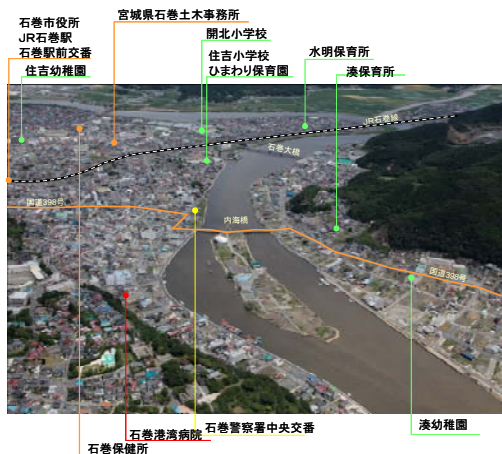 石巻市役所
JR石巻駅
石巻駅前交番
住吉幼稚園
宮城県石巻土木事務所
開北小学校
住吉小学校
ひまわり保育園
水明保育所
湊保育所
JR石巻線
石巻大橋
国道398号
内海橋
国道398号
湊幼稚園
石巻警察署中央交番
石巻港湾病院
石巻保健所